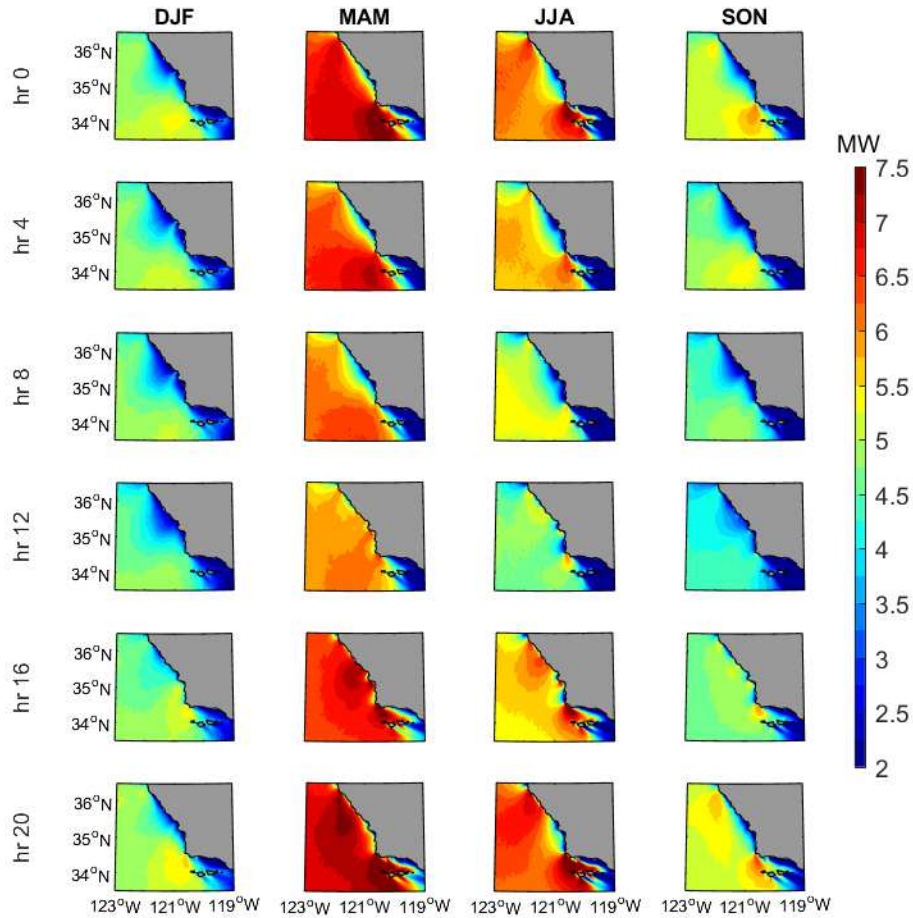 DJF MAM JJA SON
hr 0
36°N
35°N
34°N
MW
7.5
7
6.5
6
5.5
5
4.5
4
3.5
3
2.5
2
hr 4
36°N
35°N
34°N
hr 8
36°N
35°N
34°N
hr 12
36°N
35°N
34°N
hr 16
36°N
35°N
34°N
hr 20
36°N
35°N
34°N
123°W 121°W 119°W 123°W 121°W 119°W 123°W 121°W 119°W 123°W 121°W 119°W